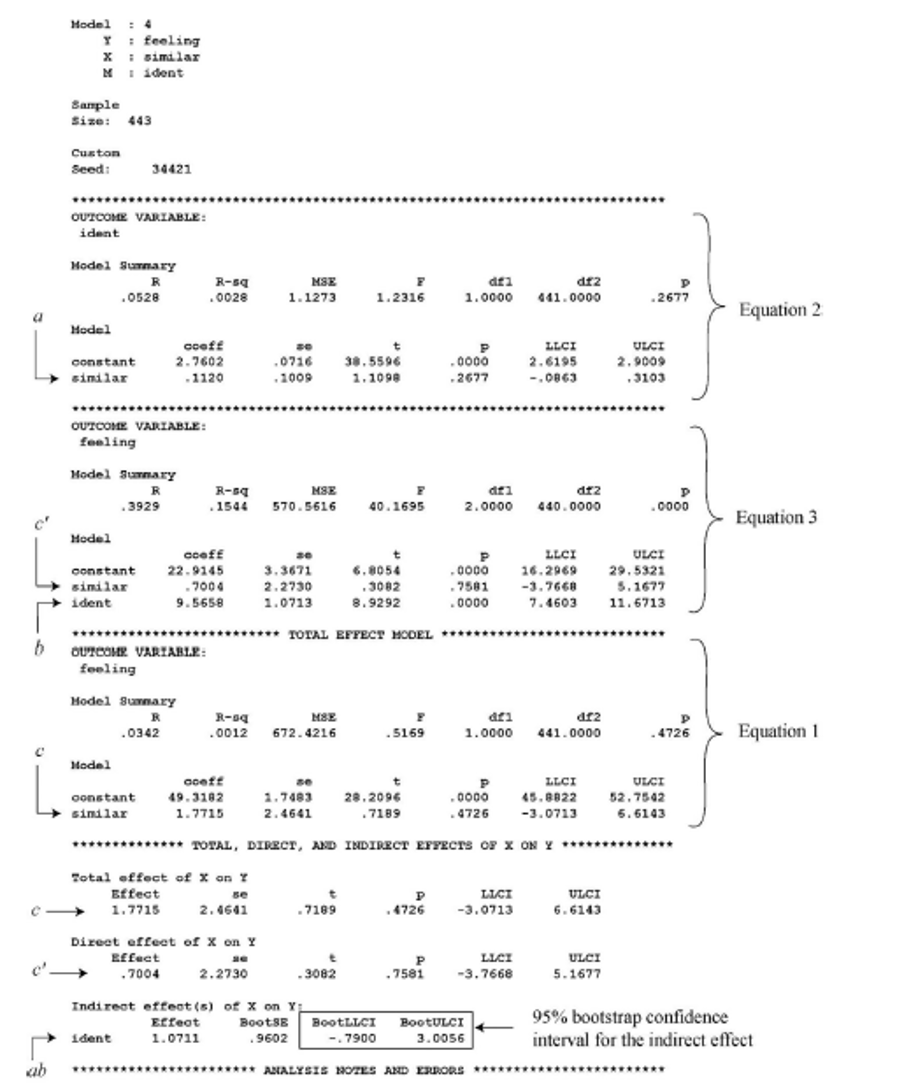 Model : 4
Y : feeling
X : similar
M : ident
Sample
Size: 443
Custom
Seed: 34421
**************************************************************************
OUTCOME VARIABLE:
ident
Model Summary
R R-sq MSE F df1 df2 p
.0528 .0028 1.1273 1.2316 1.0000 441.0000 .2677
Equation 2
a
Model
coeff se t p LLCI ULCI
constant 2.7602 .0716 38.5596 .0000 2.6195 2.9009
similar .1120 .1009 1.1098 .2677 -.0863 .3103
**************************************************************************
OUTCOME VARIABLE:
feeling
Model Summary
R R-sq MSE F df1 df2 p
.3929 .1544 570.5616 40.1695 2.0000 440.0000 .0000
Equation 3
c'
Model
coeff se t p LLCI ULCI
constant 22.9145 3.3671 6.8054 .0000 16.2969 29.5321
similar .7004 2.2730 .3082 .7581 -3.7668 5.1677
ident 9.5658 1.0713 8.9292 .0000 7.4603 11.6713
************************** TOTAL EFFECT MODEL ****************************
b
OUTCOME VARIABLE:
feeling
Model Summary
R R-sq MSE F df1 df2 p
.0342 .0012 672.4216 .5169 1.0000 441.0000 .4726
Equation 1
c
Model
coeff se t p LLCI ULCI
constant 49.3182 1.7483 28.2096 .0000 45.8822 52.7542
similar 1.7715 2.4641 .7189 .4726 -3.0713 6.6143
************** TOTAL, DIRECT, AND INDIRECT EFFECTS OF X ON Y **************
Total effect of X on Y
Effect se t p LLCI ULCI
c 1.7715 2.4641 .7189 .4726 -3.0713 6.6143
Direct effect of X on Y
Effect se t p LLCI ULCI
c' .7004 2.2730 .3082 .7581 -3.7668 5.1677
Indirect effect(s) of X on Y:
Effect BootSE BootLLCI BootULCI
ident 1.0711 .9602 -.7900 3.0056
95% bootstrap confidence
interval for the indirect effect
ab
*********************** ANALYSIS NOTES AND ERRORS ************************